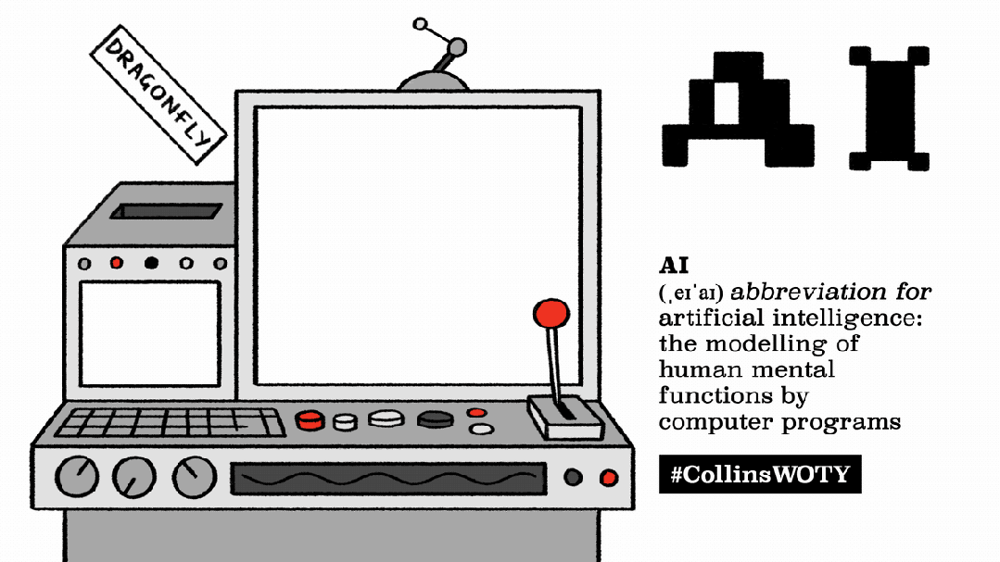 DRAGONFLY
AI
AI
(ˌeɪˈaɪ) abbreviation for
artificial intelligence:
the modelling of
human mental
functions by
computer programs
#CollinsWOTY